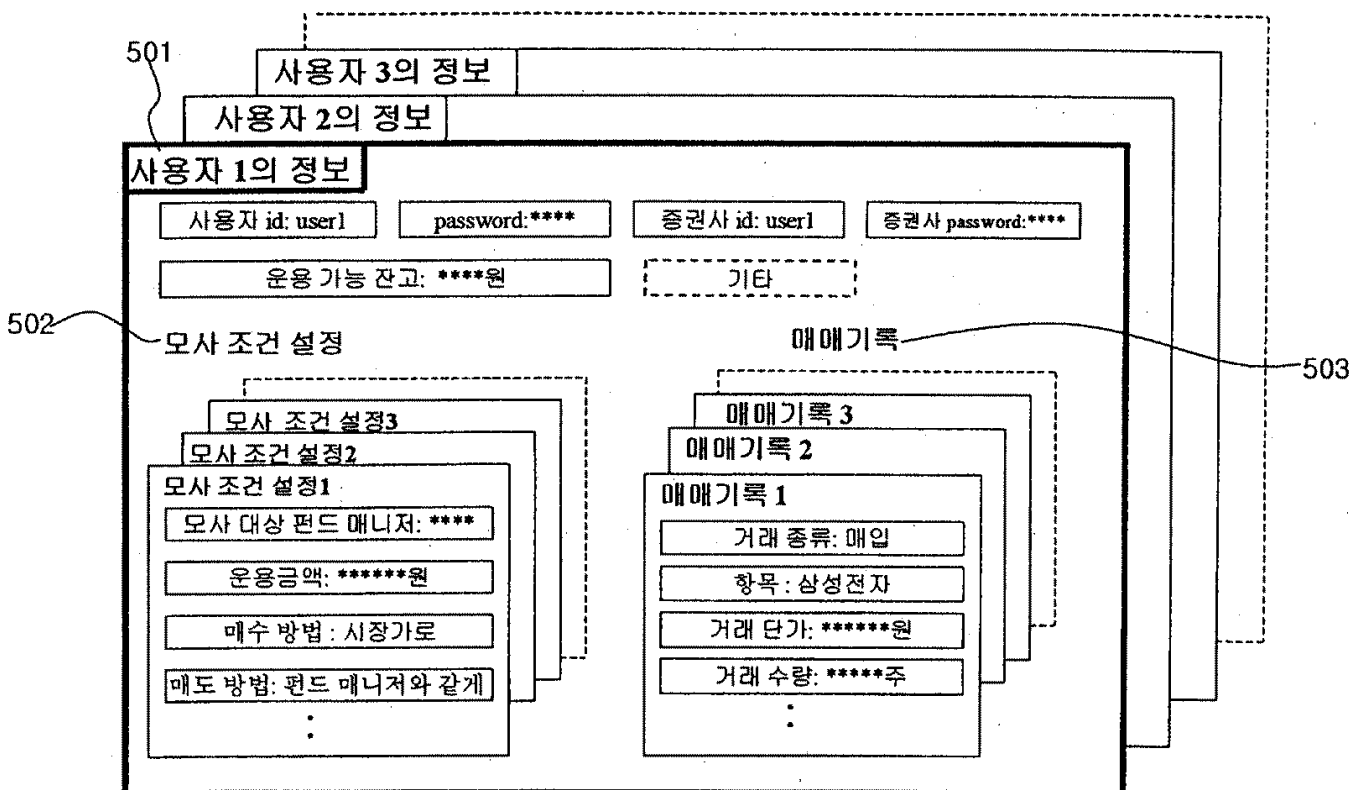 501
사용자 3의 정보
사용자 2의 정보
사용자 1의 정보
사용자 id: user1
password:****
증권사 id: user1
증권사 password:****
운용 가능 잔고: ****원
기타
502
모사 조건 설정
매매기록
503
모사 조건 설정3
모사 조건 설정2
모사 조건 설정1
모사 대상 펀드 매니저: ****
운용금액: ******원
매수 방법 : 시장가로
매도 방법: 펀드 매니저와 같게
매매기록 3
매매기록 2
매매기록 1
거래 종류: 매입
항목 : 삼성전자
거래 단가: ******원
거래 수량: *****주